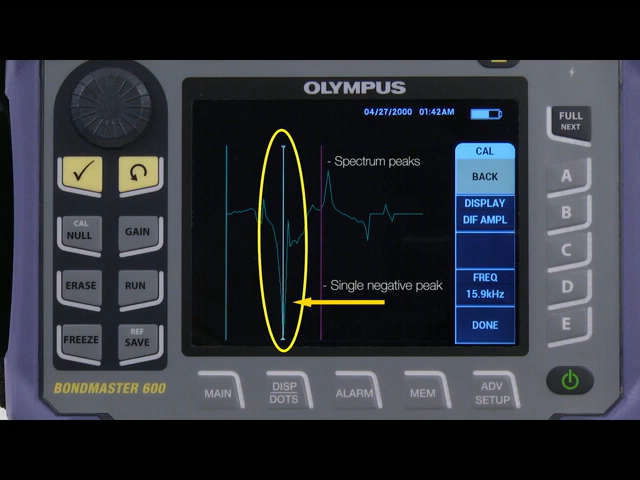 OLYMPUS
04/27/2000 01:42AM
- Spectrum peaks
- Single negative peak
CAL
BACK
DISPLAY
DIF AMPL
FREQ
15.9kHz
DONE
CAL
NULL
GAIN
ERASE
RUN
FREEZE
REF
SAVE
BONDMASTER 600
FULL
NEXT
A
B
C
D
E
MAIN
DISP
DOTS
ALARM
MEM
ADV
SETUP